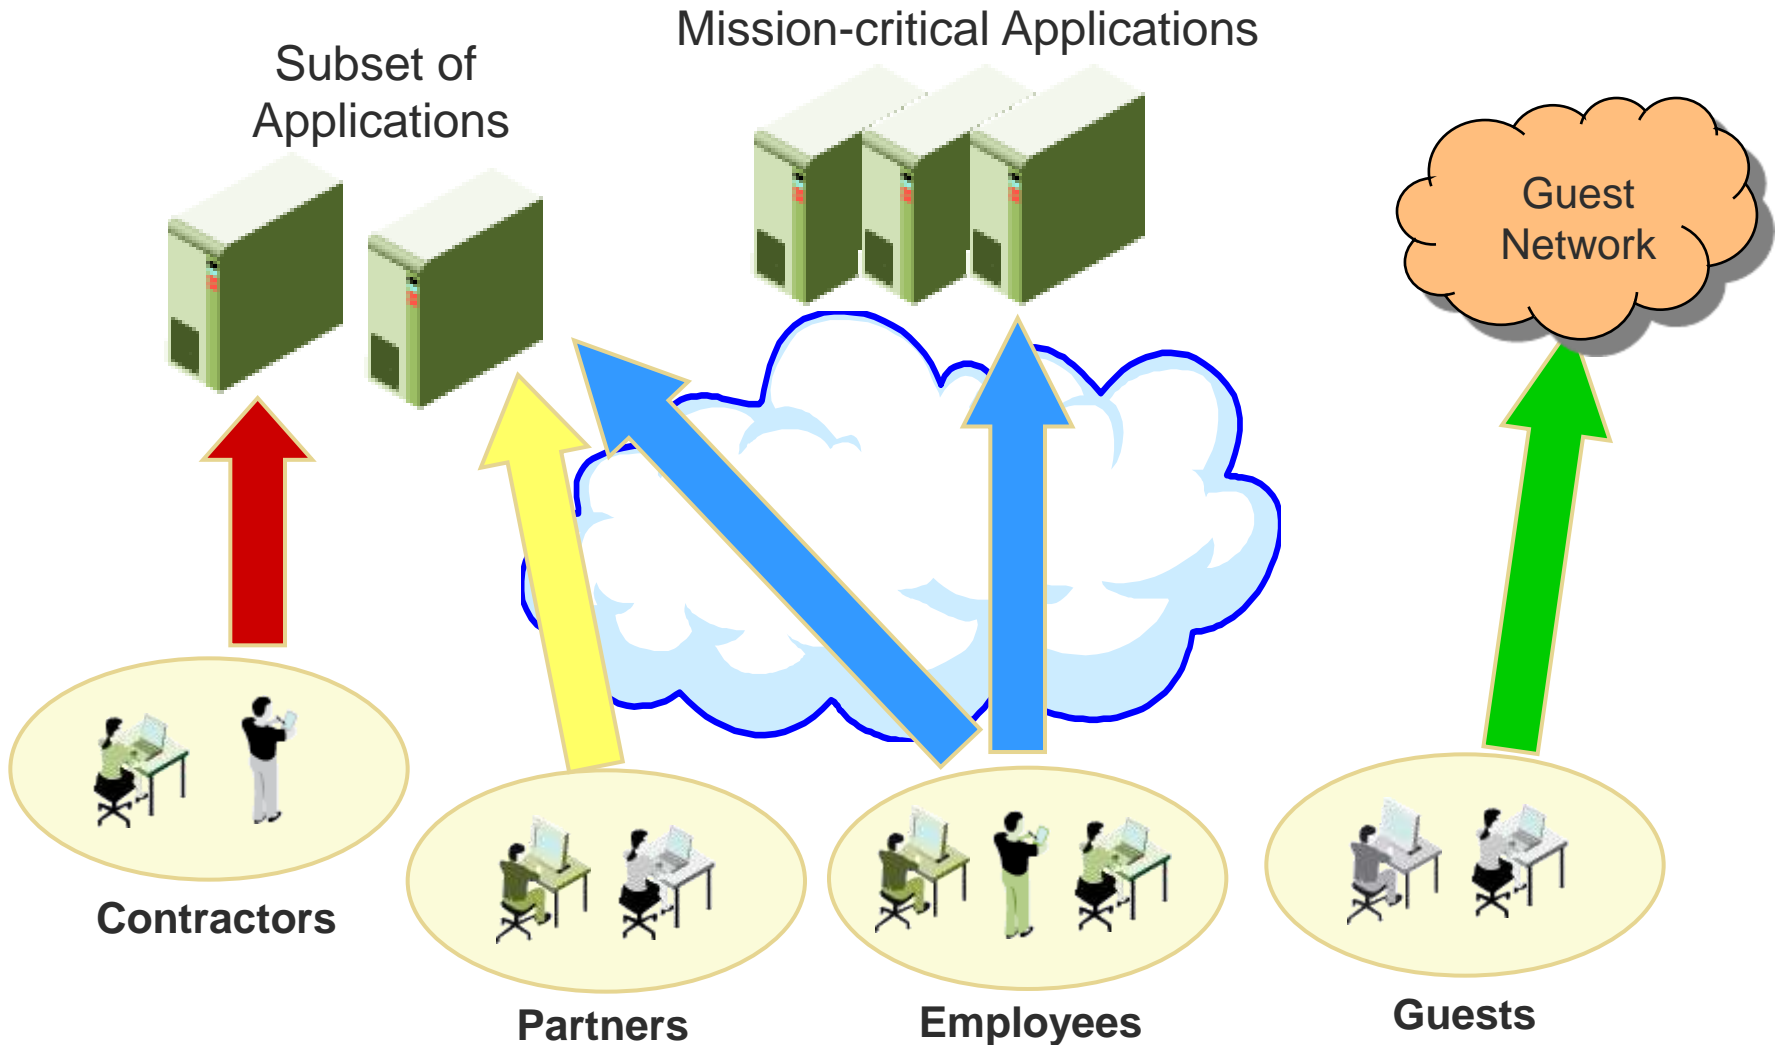 Mission-critical Applications
Subset of
Applications
Guest
Network
Contractors
Partners
Employees
Guests